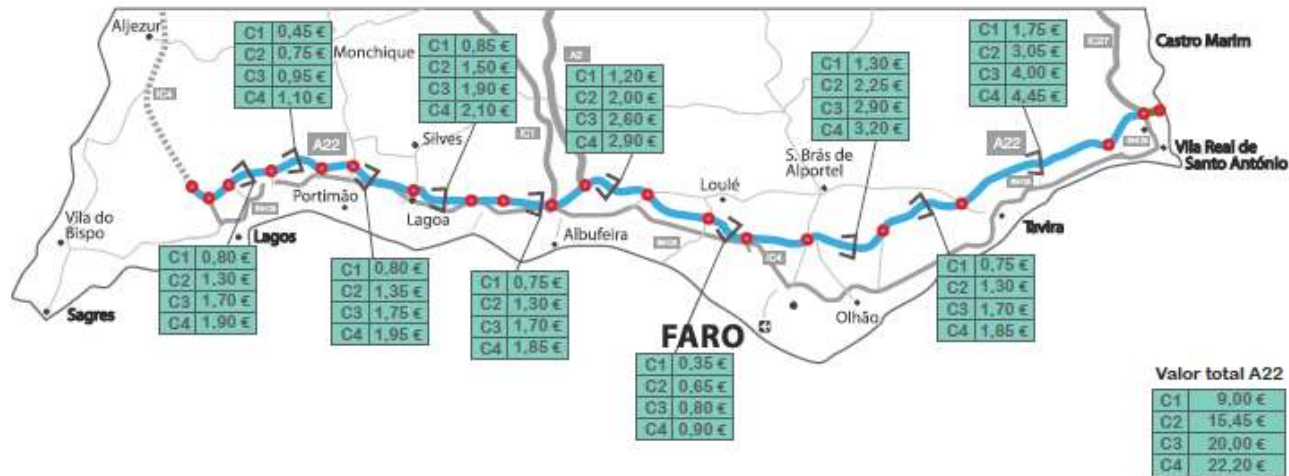 Aljezur
C1 0,45 €
C2 0,75 €
C3 0,95 €
C4 1,10 €
Monchique
C1 0,85 €
C2 1,50 €
C3 1,90 €
C4 2,10 €
A2
C1 1,20 €
C2 2,00 €
C3 2,60 €
C4 2,90 €
C1 1,30 €
C2 2,25 €
C3 2,90 €
C4 3,20 €
C1 1,75 €
C2 3,05 €
C3 4,00 €
C4 4,45 €
IC27
Castro Marim
IC4
A22
Silves
IC1
S. Brás de
Alportel
A22
Vila Real de
Santo António
Portimão
Lagoa
Loulé
Vila do
Bispo
Lagos
Albufeira
IC4
Tavira
Sagres
C1 0,80 €
C2 1,30 €
C3 1,70 €
C4 1,90 €
C1 0,80 €
C2 1,35 €
C3 1,75 €
C4 1,95 €
C1 0,75 €
C2 1,30 €
C3 1,70 €
C4 1,85 €
FARO
Olhão
C1 0,35 €
C2 0,65 €
C3 0,80 €
C4 0,90 €
C1 0,75 €
C2 1,30 €
C3 1,70 €
C4 1,85 €
Valor total A22
C1 9,00 €
C2 15,45 €
C3 20,00 €
C4 22,20 €